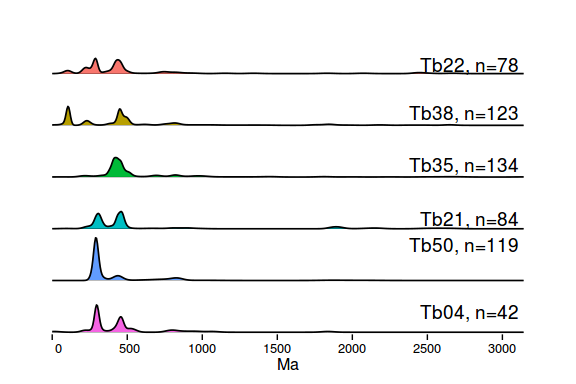 Tb22, n=78
Tb38, n=123
Tb35, n=134
Tb21, n=84
Tb50, n=119
Tb04, n=42
0 500 1000 1500 2000 2500 3000
Ma